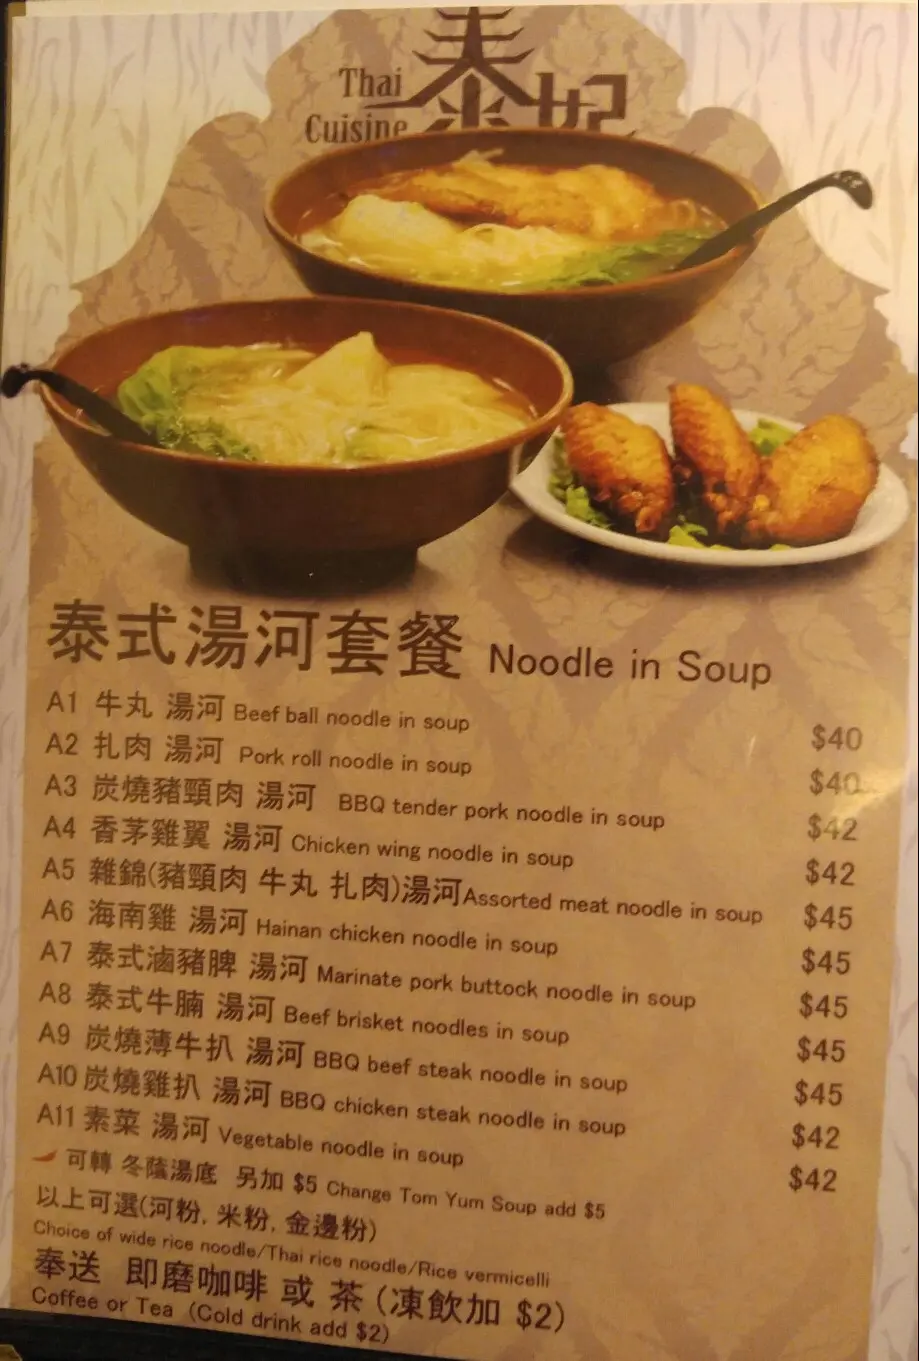 Thai 泰妃
Cuisine
泰式湯河套餐 Noodle in Soup
A1 牛丸 湯河 Beef ball noodle in soup $40
A2 扎肉 湯河 Pork roll noodle in soup $40
A3 炭燒豬頸肉 湯河 BBQ tender pork noodle in soup $42
A4 香茅雞翼 湯河 Chicken wing noodle in soup $42
A5 雜錦(豬頸肉 牛丸 扎肉)湯河 Assorted meat noodle in soup $45
A6 海南雞 湯河 Hainan chicken noodle in soup $45
A7 泰式滷豬脾 湯河 Marinate pork buttock noodle in soup $45
A8 泰式牛腩 湯河 Beef brisket noodles in soup $45
A9 炭燒薄牛扒 湯河 BBQ beef steak noodle in soup $45
A10 炭燒雞扒 湯河 BBQ chicken steak noodle in soup $42
A11 素菜 湯河 Vegetable noodle in soup $42
可轉 冬蔭湯底 另加 $5 Change Tom Yum Soup add $5
以上可選(河粉, 米粉, 金邊粉)
Choice of wide rice noodle/Thai rice noodle/Rice vermicelli
奉送 即磨咖啡 或 茶 (凍飲加 $2)
Coffee or Tea (Cold drink add $2)